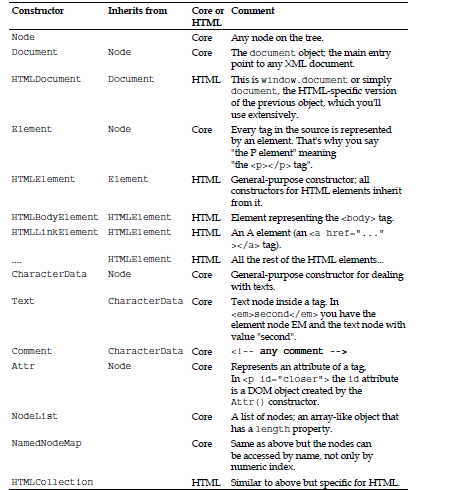 Constructor Inherits from Core or Comment
HTML
Node Core Any node on the tree.
Document Node Core The document object; the main entry
point to any XML document.
HTMLDocument Document HTML This is window.document or simply
document, the HTML-specific version
of the previous object, which you'll
use extensively.
Element Node Core Every tag in the source is represented
by an element. That's why you say
"the P element" meaning
"the <p></p> tag".
HTMLElement Element HTML General-purpose constructor; all
constructors for HTML elements inherit
from it.
HTMLBodyElement HTMLElement HTML Element representing the <body> tag.
HTMLLinkElement HTMLElement HTML An A element (an <a href="..."
></a> tag).
.... HTMLElement HTML All the rest of the HTML elements...
CharacterData Node Core General-purpose constructor for dealing
with texts.
Text CharacterData Core Text node inside a tag. In
<em>second</em> you have the
element node EM and the text node with
value "second".
Comment CharacterData Core <!-- any comment -->
Attr Node Core Represents an attribute of a tag.
In <p id="closer"> the id attribute
is a DOM object created by the
Attr() constructor.
NodeList Core A list of nodes; an array-like object that
has a length property.
NamedNodeMap Core Same as above but the nodes can
be accessed by name, not only by
numeric index.
HTMLCollection HTML Similar to above but specific for HTML.